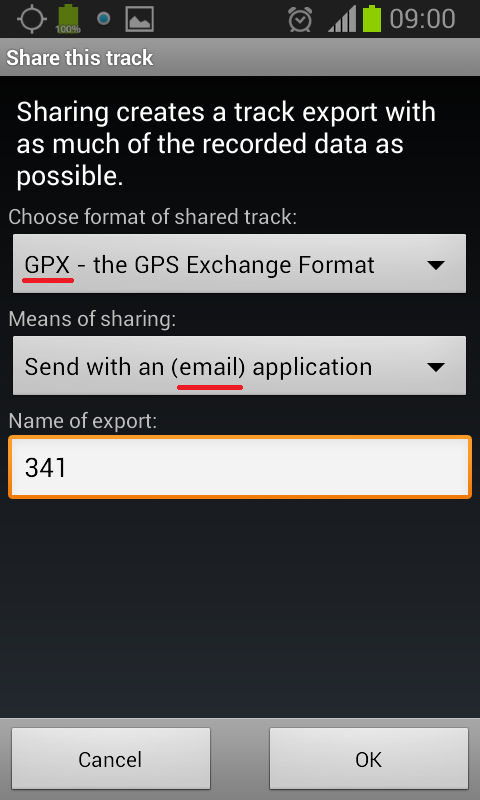 100%
09:00
Share this track
Sharing creates a track export with
as much of the recorded data as
possible.
Choose format of shared track:
GPX - the GPS Exchange Format
Means of sharing:
Send with an (email) application
Name of export:
341
Cancel
OK